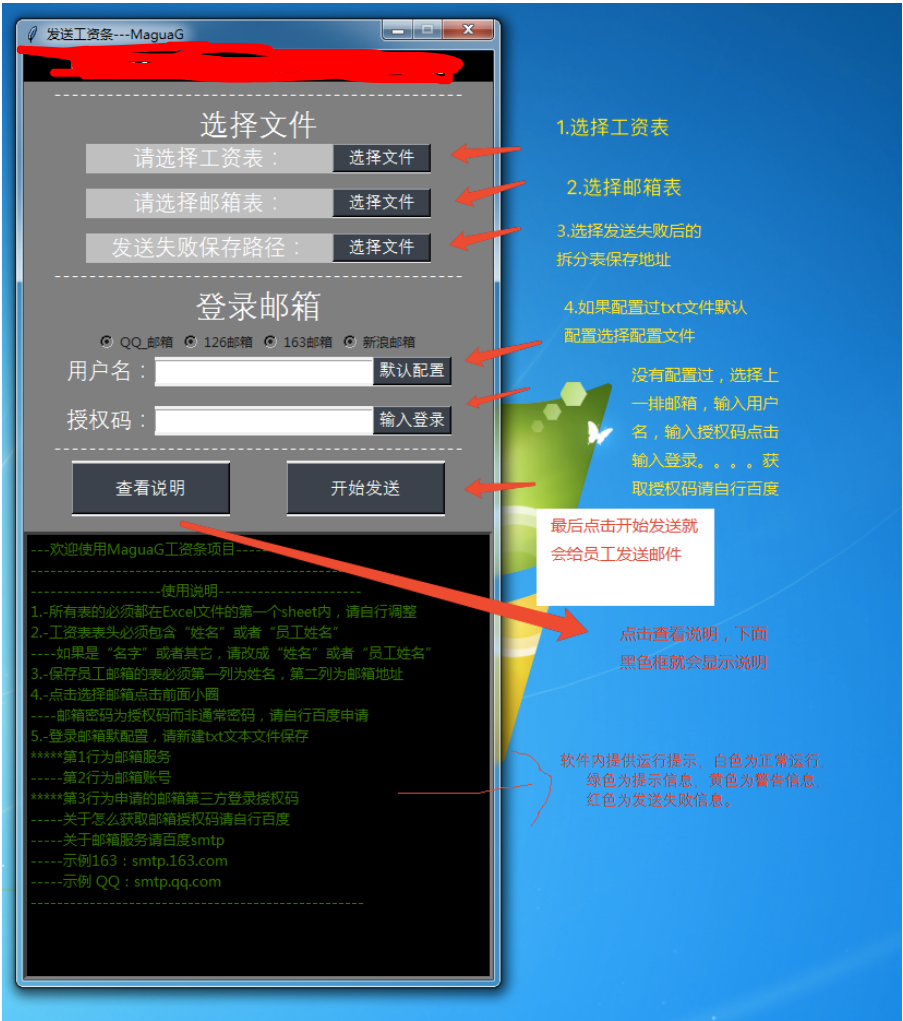 发送工资条---MaguaG
选择文件
请选择工资表：
选择文件
请选择邮箱表：
选择文件
发送失败保存路径：
选择文件
登录邮箱
QQ_邮箱
126邮箱
163邮箱
新浪邮箱
用户名：
默认配置
授权码：
输入登录
查看说明
开始发送
---欢迎使用MaguaG工资条项目-----
--------------------使用说明----------------------
1.-所有表的必须都在Excel文件的第一个sheet内，请自行调整
2.-工资表表头必须包含“姓名”或者“员工姓名”
----如果是“名字”或者其它，请改成“姓名”或者“员工姓名”
3.-保存员工邮箱的表必须第一列为姓名，第二列为邮箱地址
4.-点击选择邮箱点击前面小圈
----邮箱密码为授权码而非通常密码，请自行百度申请
5.-登录邮箱默配置，请新建txt文本文件保存
*****第1行为邮箱服务
-----第2行为邮箱账号
*****第3行为申请的邮箱第三方登录授权码
-----关于怎么获取邮箱授权码请自行百度
-----关于邮箱服务请百度smtp
-----示例163：smtp.163.com
-----示例 QQ：smtp.qq.com
1.选择工资表
2.选择邮箱表
3.选择发送失败后的
拆分表保存地址
4.如果配置过txt文件默认
配置选择配置文件
没有配置过，选择上
一排邮箱，输入用户
名，输入授权码点击
输入登录。。。。获
取授权码请自行百度
最后点击开始发送就
会给员工发送邮件
点击查看说明，下面
黑色框就会显示说明
软件内提供运行提示、白色为正常运行、
绿色为提示信息、黄色为警告信息、
红色为发送失败信息。